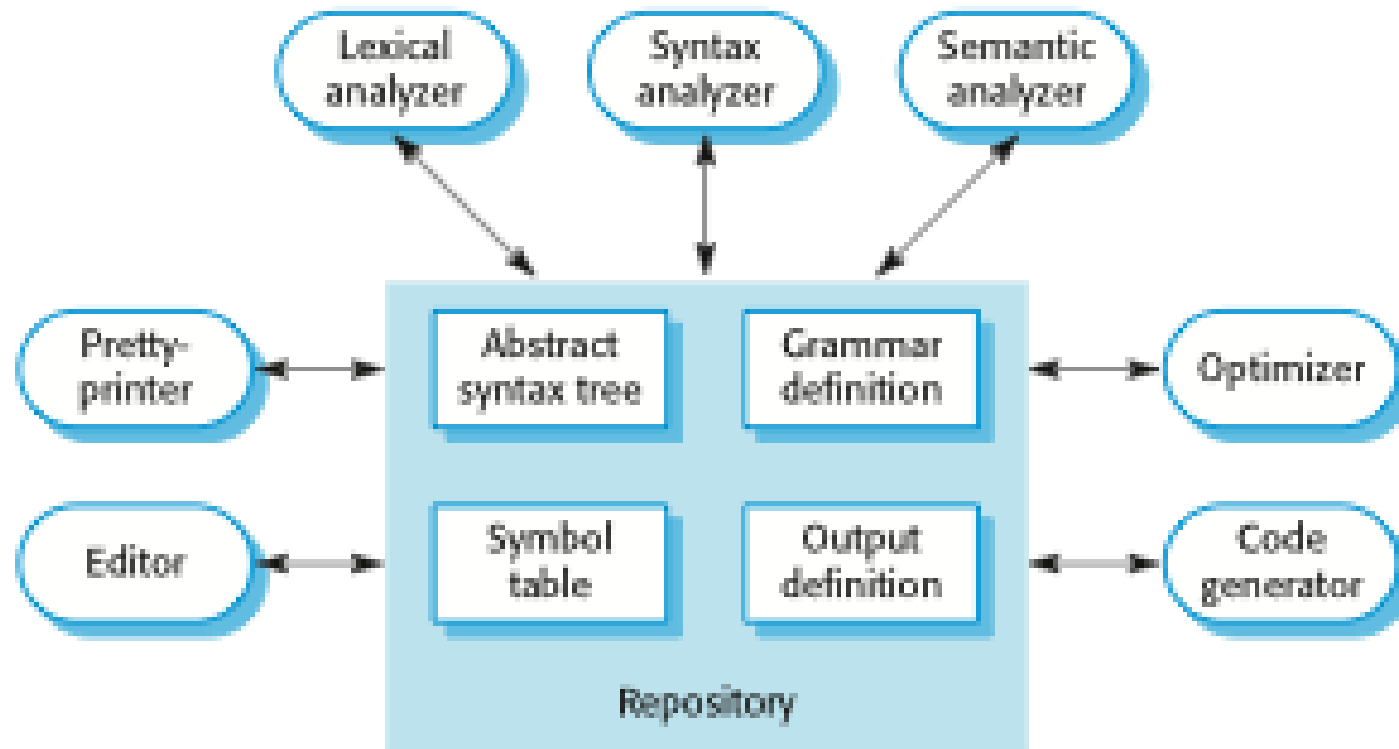 Lexical
analyzer
Syntax
analyzer
Semantic
analyzer
Pretty-
printer
Abstract
syntax tree
Grammar
definition
Optimizer
Editor
Symbol
table
Output
definition
Code
generator
Repository